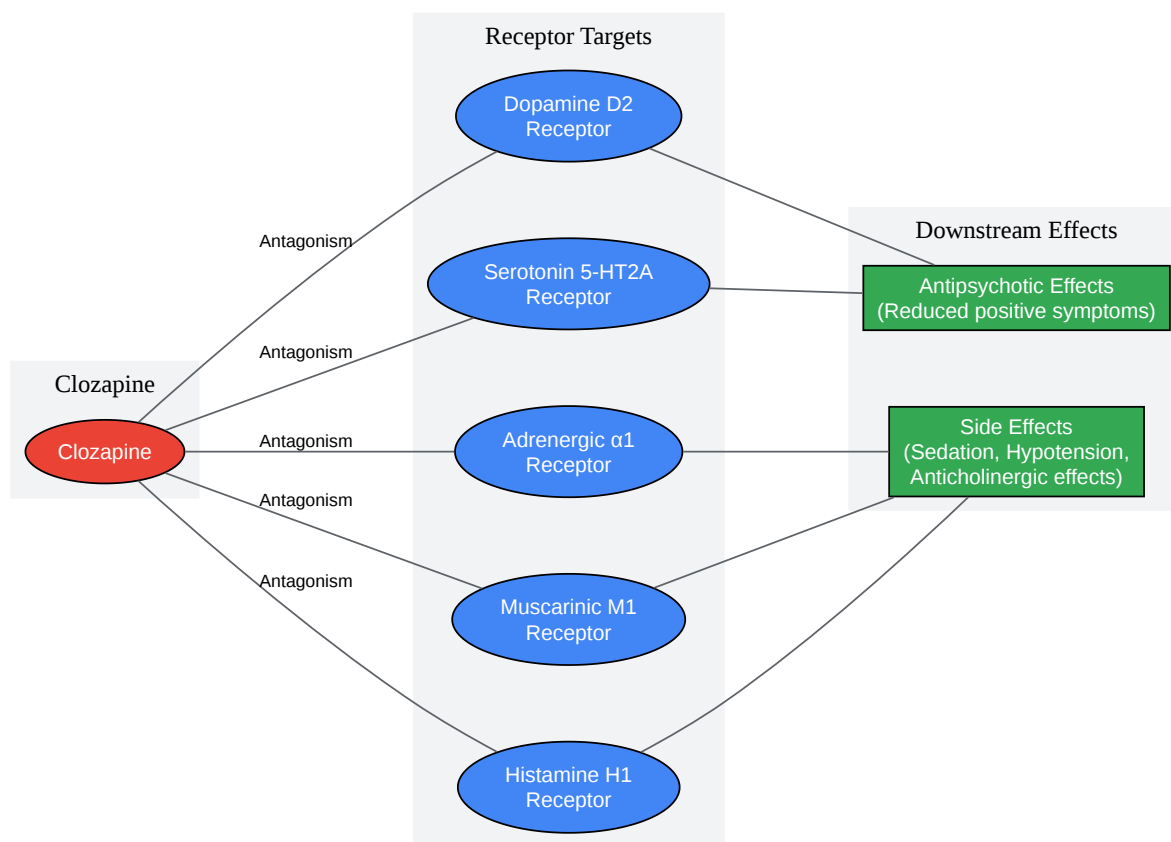 Receptor Targets
Dopamine D2
Receptor
Antagonism
Serotonin 5-HT2A
Receptor
Downstream Effects
Antipsychotic Effects
(Reduced positive symptoms)
Antagonism
Clozapine
Clozapine
Antagonism
Adrenergic α1
Receptor
Side Effects
(Sedation, Hypotension,
Anticholinergic effects)
Antagonism
Muscarinic M1
Receptor
Antagonism
Histamine H1
Receptor